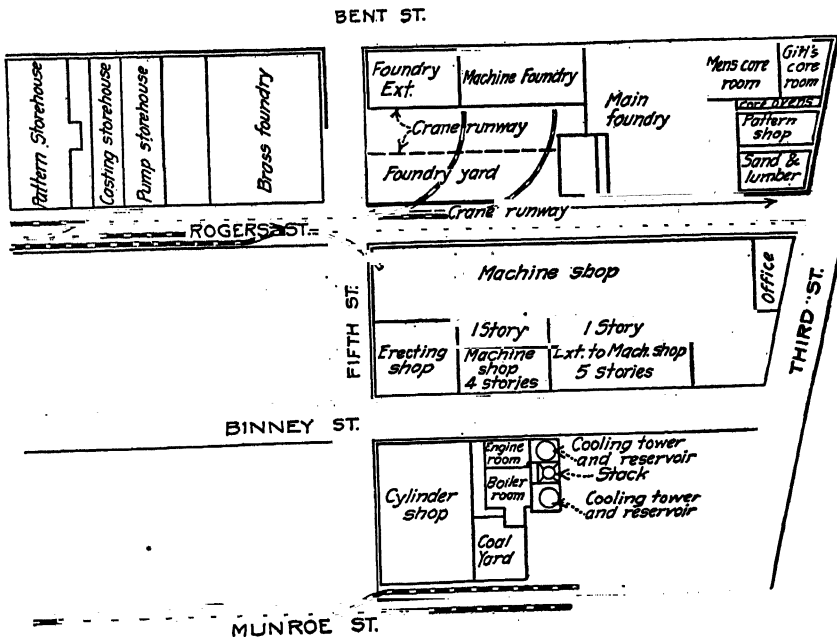 BENT ST.
Pattern Storehouse
Casting storehouse
Pump storehouse
Brass foundry
Foundry
Ext.
Machine Foundry
Main
foundry
Mens core
room
Girl's
core
room
Core ovens
Pattern
shop
Sand &
lumber
Crane runway
Foundry yard
Crane runway
ROGERS ST.
Machine shop
Office
FIFTH ST.
THIRD ST.
Erecting
shop
1 Story
Machine
shop
4 stories
1 Story
Ext. to Mach. shop
5 stories
BINNEY ST.
Cylinder
shop
Engine
room
Boiler
room
Coal
Yard
Cooling tower
and reservoir
Stack
Cooling tower
and reservoir
MUNROE ST.